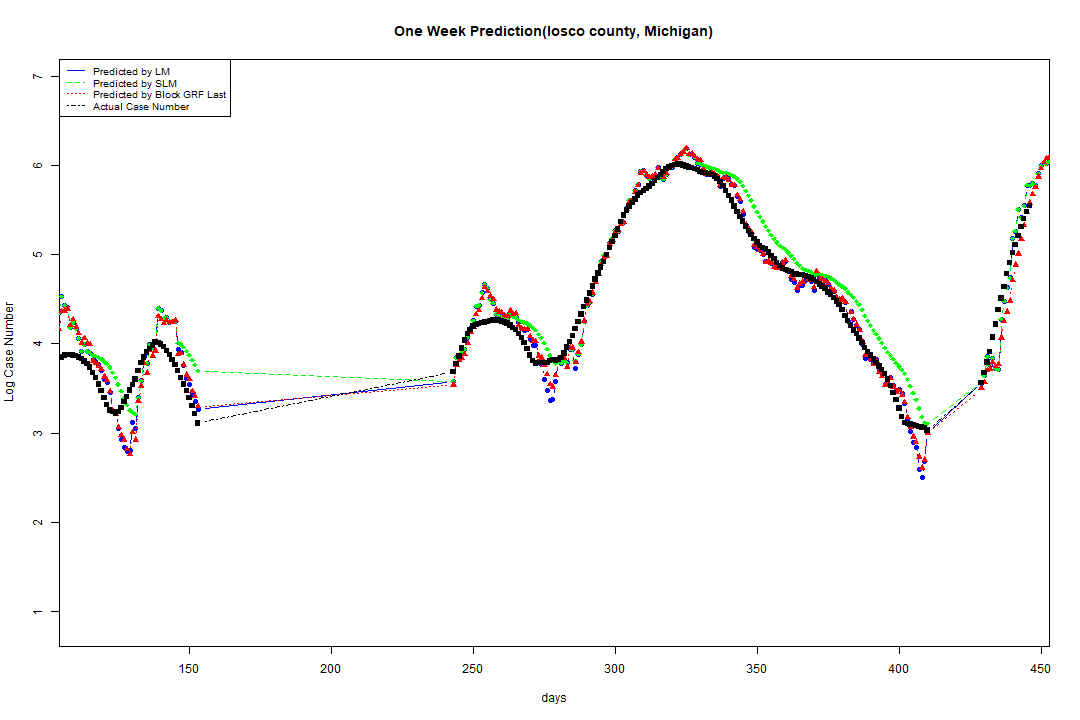 One Week Prediction(Iosco county, Michigan)
Predicted by LM
Predicted by SLM
Predicted by Block GRF Last
Actual Case Number
7
6
5
4
3
2
1
Log Case Number
150 200 250 300 350 400 450
days